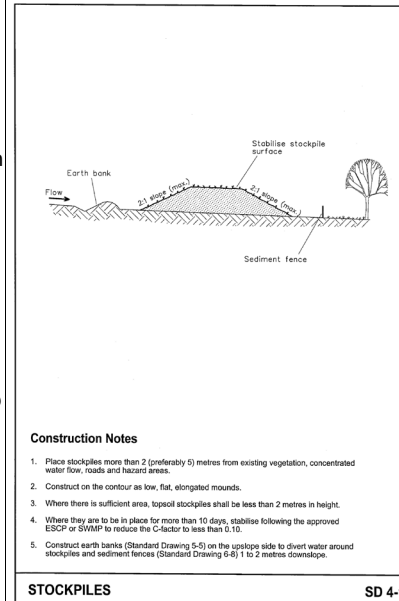 Stabilise stockpile
surface
Earth bank
Flow
2:1 slope (max.)
2:1 slope (max.)
Sediment fence
Construction Notes
1. Place stockpiles more than 2 (preferably 5) metres from existing vegetation, concentrated
water flow, roads and hazard areas.
2. Construct on the contour as low, flat, elongated mounds.
3. Where there is sufficient area, topsoil stockpiles shall be less than 2 metres in height.
4. Where they are to be in place for more than 10 days, stabilise following the approved
ESCP or SWMP to reduce the C-factor to less than 0.10.
5. Construct earth banks (Standard Drawing 5-5) on the upslope side to divert water around
stockpiles and sediment fences (Standard Drawing 6-8) 1 to 2 metres downslope.
STOCKPILES
SD 4-